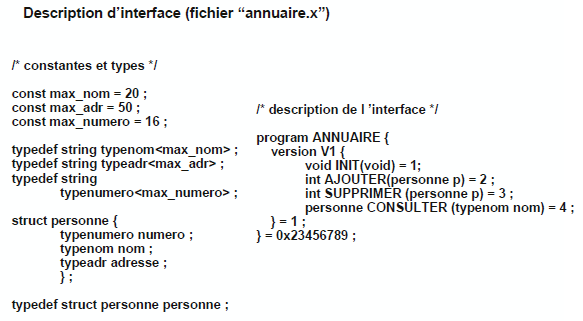 Description d’interface (fichier “annuaire.x”)
/* constantes et types */
const max_nom = 20 ;
const max_adr = 50 ;
const max_numero = 16 ;
typedef string typenom<max_nom> ;
typedef string typeadr<max_adr> ;
typedef string
typenumero<max_numero> ;
struct personne {
typenumero numero ;
typenom nom ;
typeadr adresse ;
} ;
typedef struct personne personne ;
/* description de l ’interface */
program ANNUAIRE {
version V1 {
void INIT(void) = 1;
int AJOUTER(personne p) = 2 ;
int SUPPRIMER (personne p) = 3 ;
personne CONSULTER (typenom nom) = 4 ;
} = 1 ;
} = 0x23456789 ;